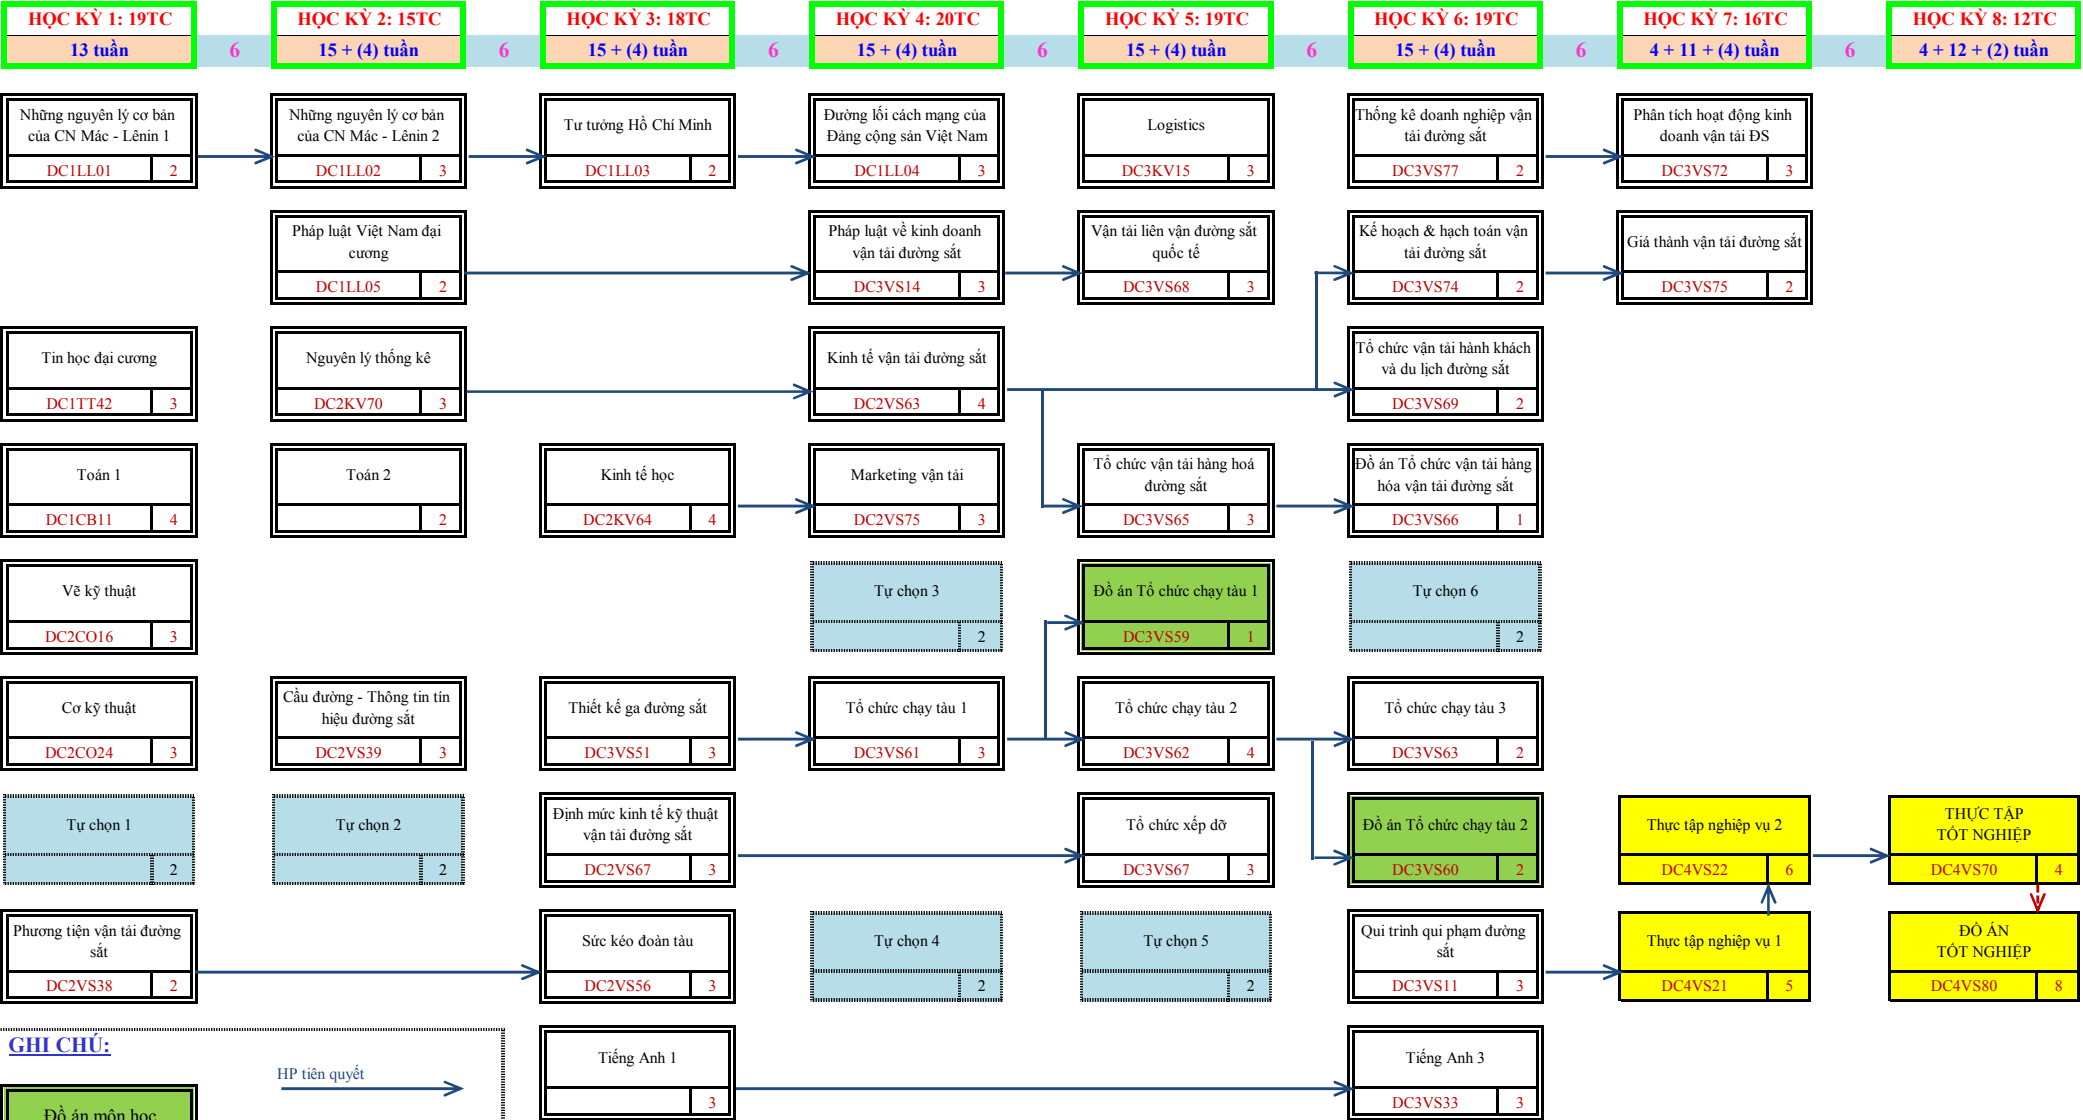 HỌC KỲ 1: 19TC
HỌC KỲ 2: 15TC
HỌC KỲ 3: 18TC
HỌC KỲ 4: 20TC
HỌC KỲ 5: 19TC
HỌC KỲ 6: 19TC
HỌC KỲ 7: 16TC
HỌC KỲ 8: 12TC
13 tuần
6
15 + (4) tuần
6
15 + (4) tuần
6
15 + (4) tuần
6
15 + (4) tuần
6
15 + (4) tuần
6
4 + 11 + (4) tuần
6
4 + 12 + (2) tuần
Những nguyên lý cơ bản
của CN Mác - Lênin 1
DC1LL01
2
Những nguyên lý cơ bản
của CN Mác - Lênin 2
DC1LL02
3
Tư tưởng Hồ Chí Minh
DC1LL03
2
Đường lối cách mạng của
Đảng cộng sản Việt Nam
DC1LL04
3
Logistics
DC3KV15
3
Thống kê doanh nghiệp vận
tải đường sắt
DC3VS77
2
Phân tích hoạt động kinh
doanh vận tải ĐS
DC3VS72
3
Pháp luật Việt Nam đại
cương
DC1LL05
2
Pháp luật về kinh doanh
vận tải đường sắt
DC3VS14
3
Vận tải liên vận đường sắt
quốc tế
DC3VS68
3
Kế hoạch & hạch toán vận
tải đường sắt
DC3VS74
2
Giá thành vận tải đường sắt
DC3VS75
2
Tin học đại cương
DC1TT42
3
Nguyên lý thống kê
DC2KV70
3
Kinh tế vận tải đường sắt
DC2VS63
4
Tổ chức vận tải hành khách
và du lịch đường sắt
DC3VS69
2
Toán 1
DC1CB11
4
Toán 2
2
Kinh tế học
DC2KV64
4
Marketing vận tải
DC2VS75
3
Tổ chức vận tải hàng hoá
đường sắt
DC3VS65
3
Đồ án Tổ chức vận tải hàng
hóa vận tải đường sắt
DC3VS66
1
Vẽ kỹ thuật
DC2CO16
3
Tự chọn 3
2
Đồ án Tổ chức chạy tàu 1
DC3VS59
1
Tự chọn 6
2
Cơ kỹ thuật
DC2CO24
3
Cầu đường - Thông tin tín
hiệu đường sắt
DC2VS39
3
Thiết kế ga đường sắt
DC3VS51
3
Tổ chức chạy tàu 1
DC3VS61
3
Tổ chức chạy tàu 2
DC3VS62
4
Tổ chức chạy tàu 3
DC3VS63
2
Tự chọn 1
2
Tự chọn 2
2
Định mức kinh tế kỹ thuật
vận tải đường sắt
DC2VS67
3
Tổ chức xếp dỡ
DC3VS67
3
Đồ án Tổ chức chạy tàu 2
DC3VS60
2
Thực tập nghiệp vụ 2
DC4VS22
6
THỰC TẬP
TỐT NGHIỆP
DC4VS70
4
Phương tiện vận tải đường
sắt
DC2VS38
2
Sức kéo đoàn tàu
DC2VS56
3
Tự chọn 4
2
Tự chọn 5
2
Qui trình qui phạm đường
sắt
DC3VS11
3
Thực tập nghiệp vụ 1
DC4VS21
5
ĐỒ ÁN
TỐT NGHIỆP
DC4VS80
8
GHI CHÚ:
HP tiên quyết
Đồ án môn học
Tiếng Anh 1
3
Tiếng Anh 3
DC3VS33
3